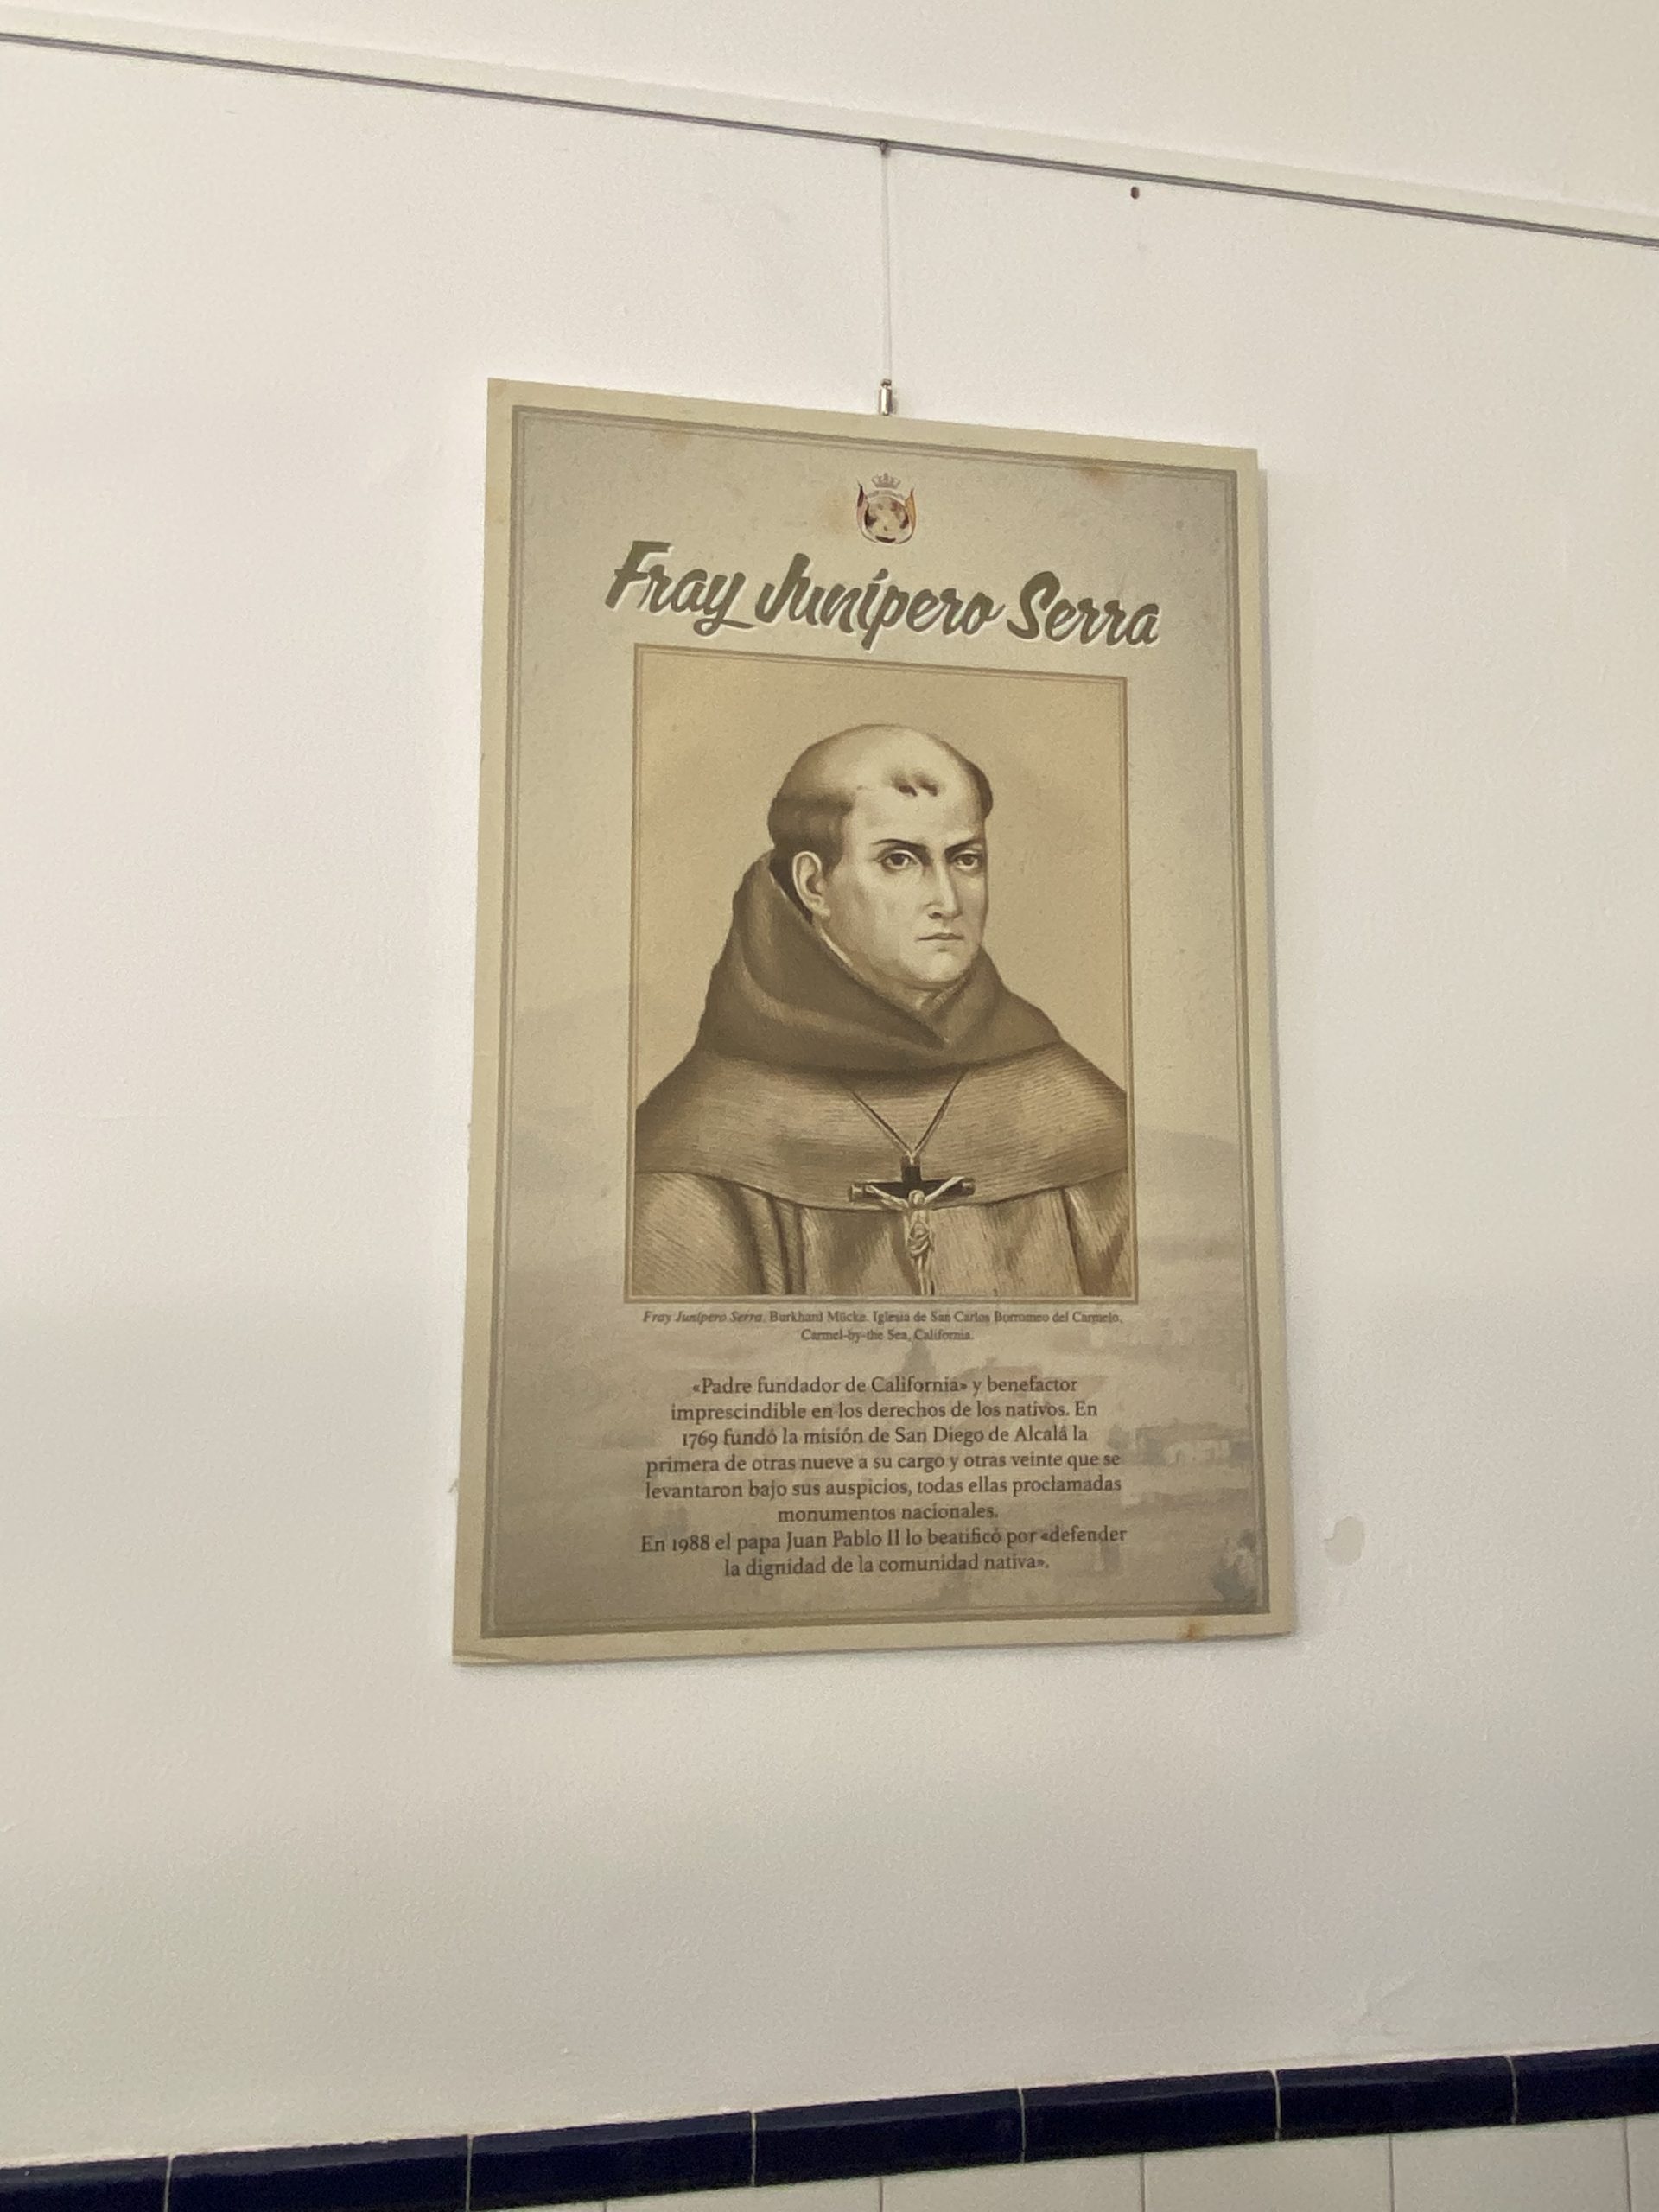 Fray Junípero Serra
Fray Junípero Serra. Burkhard Mücke. Iglesia de San Carlos Borromeo del Carmelo,
Carmel-by-the Sea, California.
«Padre fundador de California» y benefactor
imprescindible en los derechos de los nativos. En
1769 fundó la misión de San Diego de Alcalá la
primera de otras nueve a su cargo y otras veinte que se
levantaron bajo sus auspicios, todas ellas proclamadas
monumentos nacionales.
En 1988 el papa Juan Pablo II lo beatificó por «defender
la dignidad de la comunidad nativa».